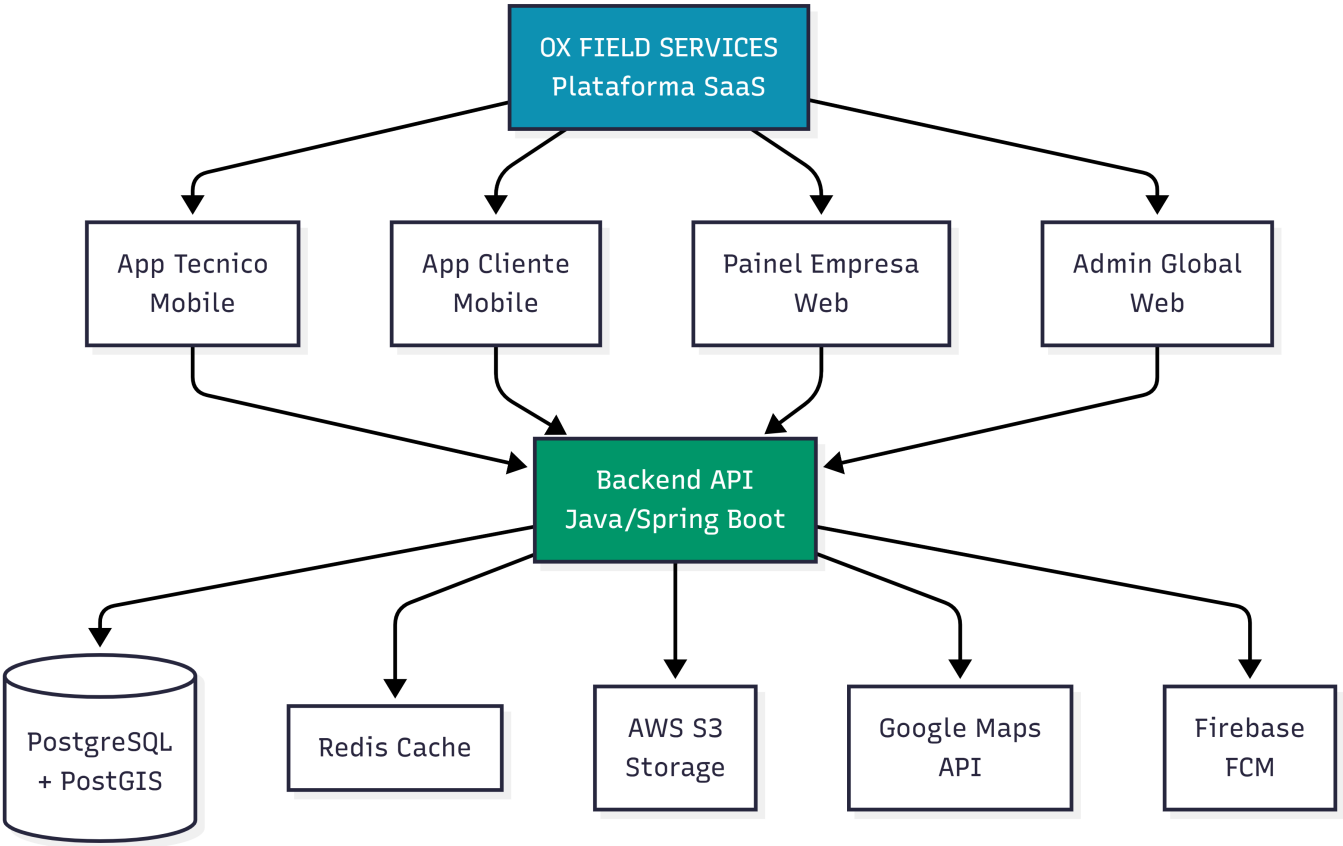 OX FIELD SERVICES
Plataforma SaaS
App Tecnico
Mobile
App Cliente
Mobile
Painel Empresa
Web
Admin Global
Web
Backend API
Java/Spring Boot
PostgreSQL
+ PostGIS
Redis Cache
AWS S3
Storage
Google Maps
API
Firebase
FCM